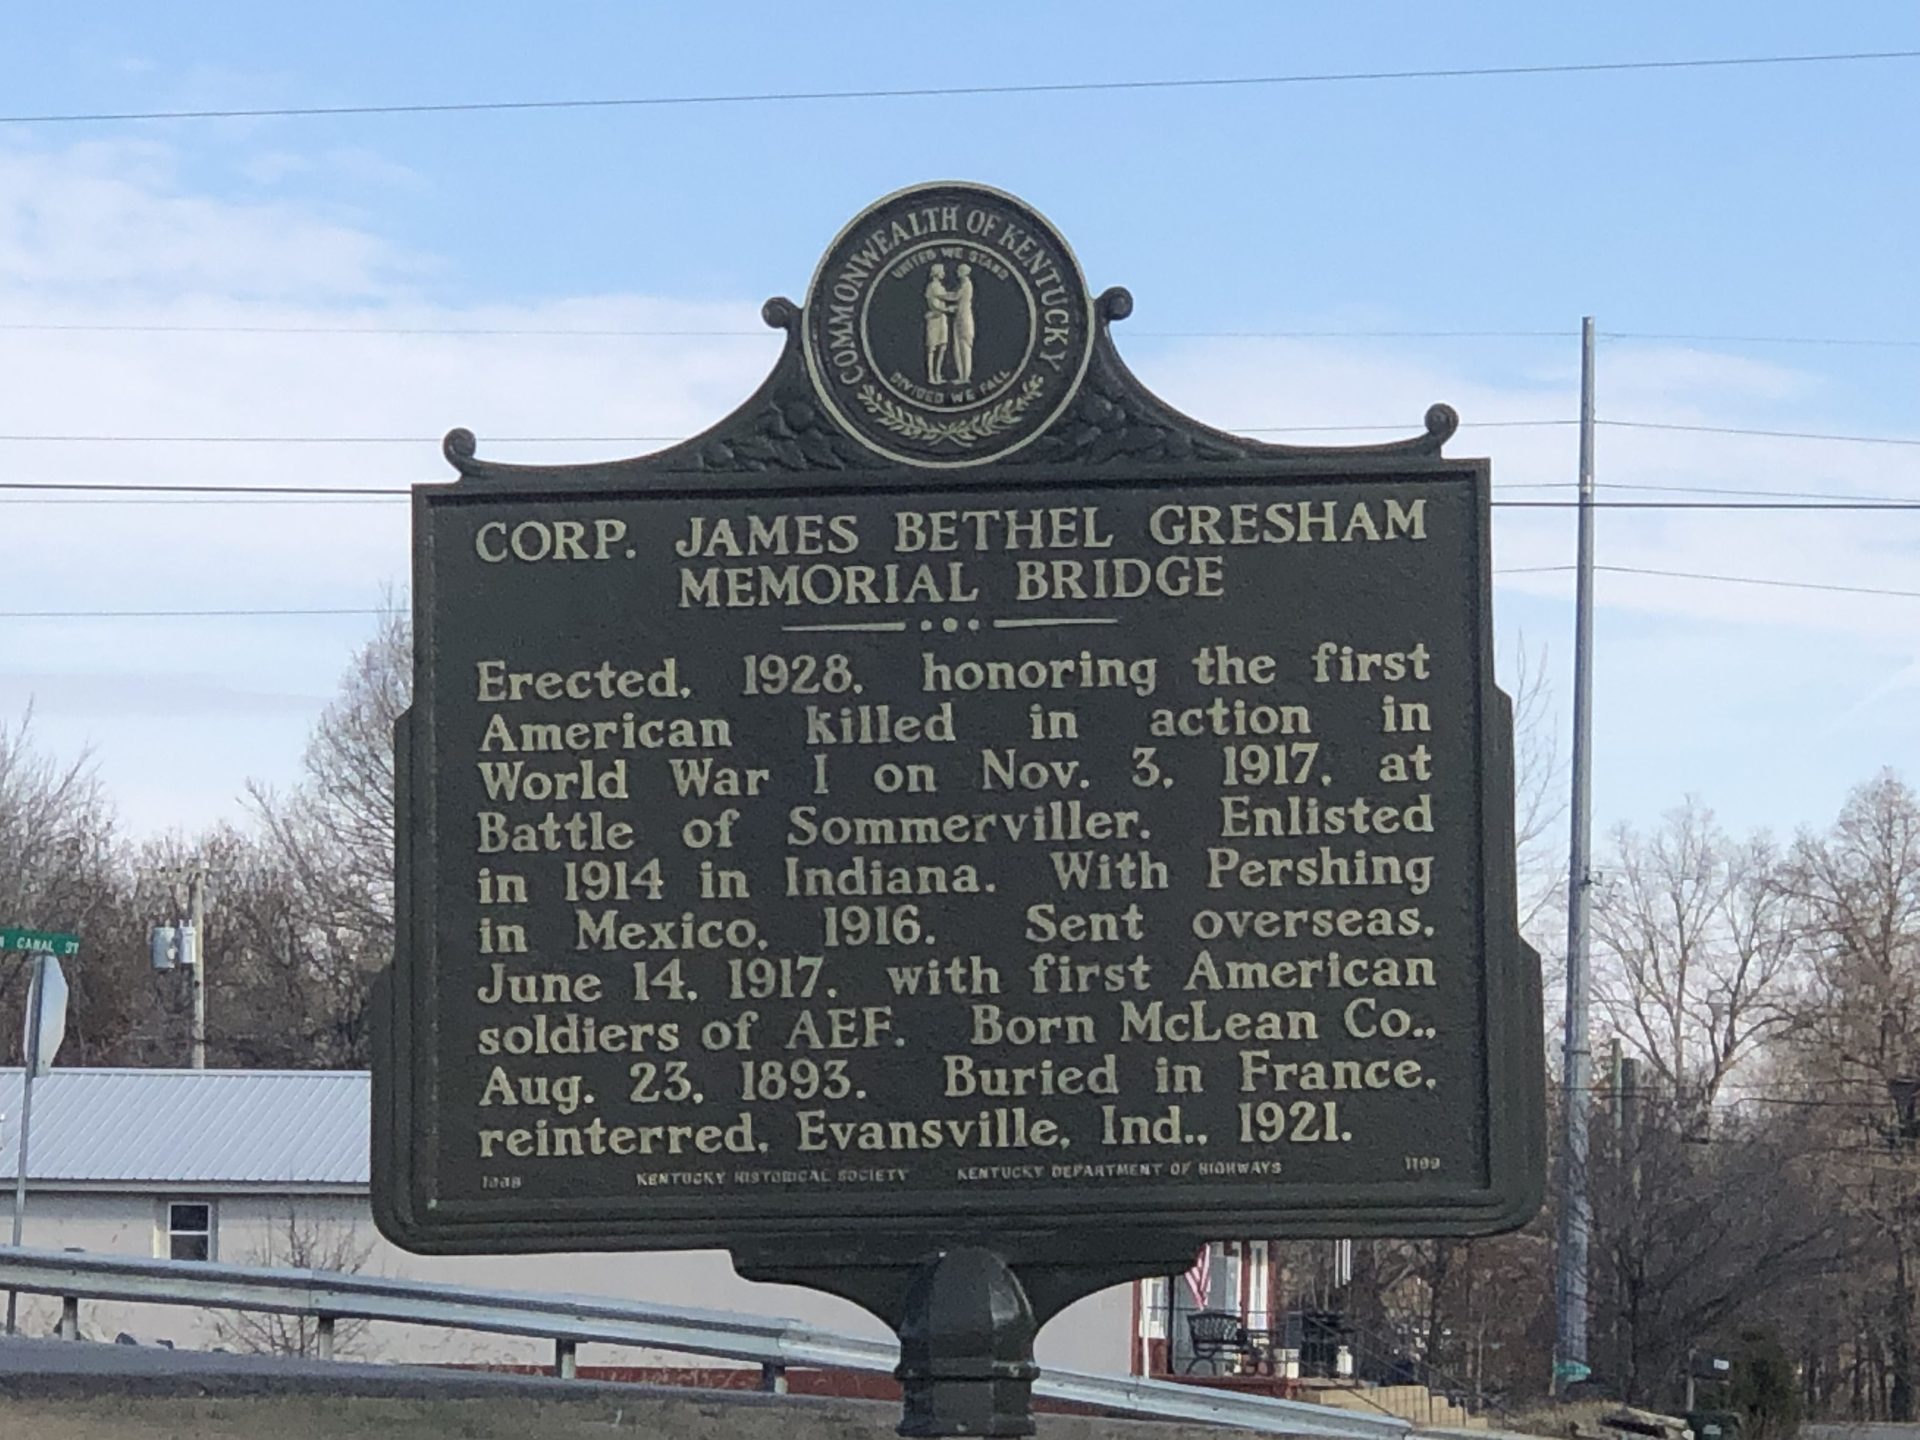 COMMONWEALTH OF KENTUCKY
UNITED WE STAND
DIVIDED WE FALL
CORP. JAMES BETHEL GRESHAM
MEMORIAL BRIDGE
Erected, 1928, honoring the first
American killed in action in
World War I on Nov. 3, 1917, at
Battle of Sommerviller. Enlisted
in 1914 in Indiana. With Pershing
in Mexico, 1916. Sent overseas,
June 14, 1917, with first American
soldiers of AEF. Born McLean Co.,
Aug. 23, 1893. Buried in France,
reinterred, Evansville, Ind., 1921.
KENTUCKY HISTORICAL SOCIETY KENTUCKY DEPARTMENT OF HIGHWAYS
CANAL ST